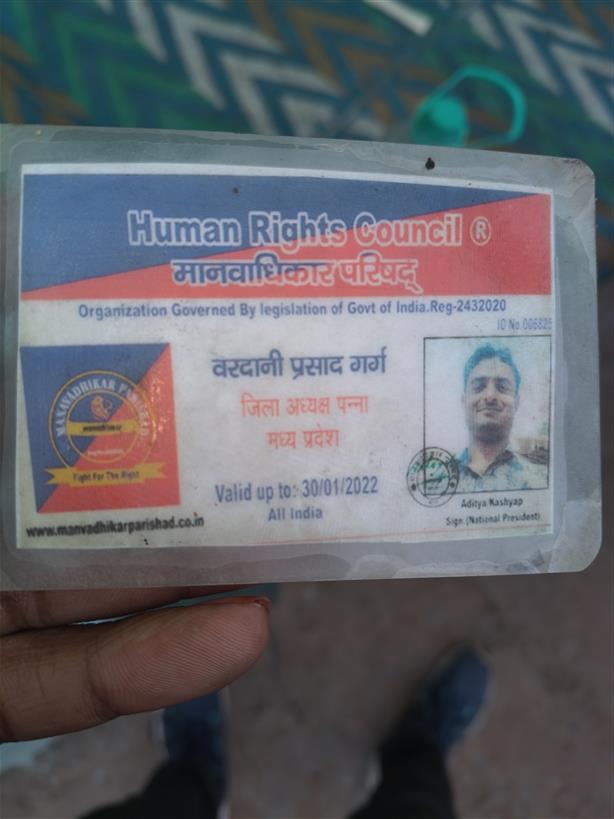 Human Rights Council ®
मानवाधिकार परिषद्
Organization Governed By legislation of Govt of India.Reg-2432020
ID No.006825
वरदानी प्रसाद गर्ग
जिला अध्यक्ष पन्ना
मध्य प्रदेश
MANAVADHIKAR
Fight For The Right
Valid up to: 30/01/2022
All India
www.manvadhikarparishad.co.in
Aditya Kashyap
Sign.(National President)